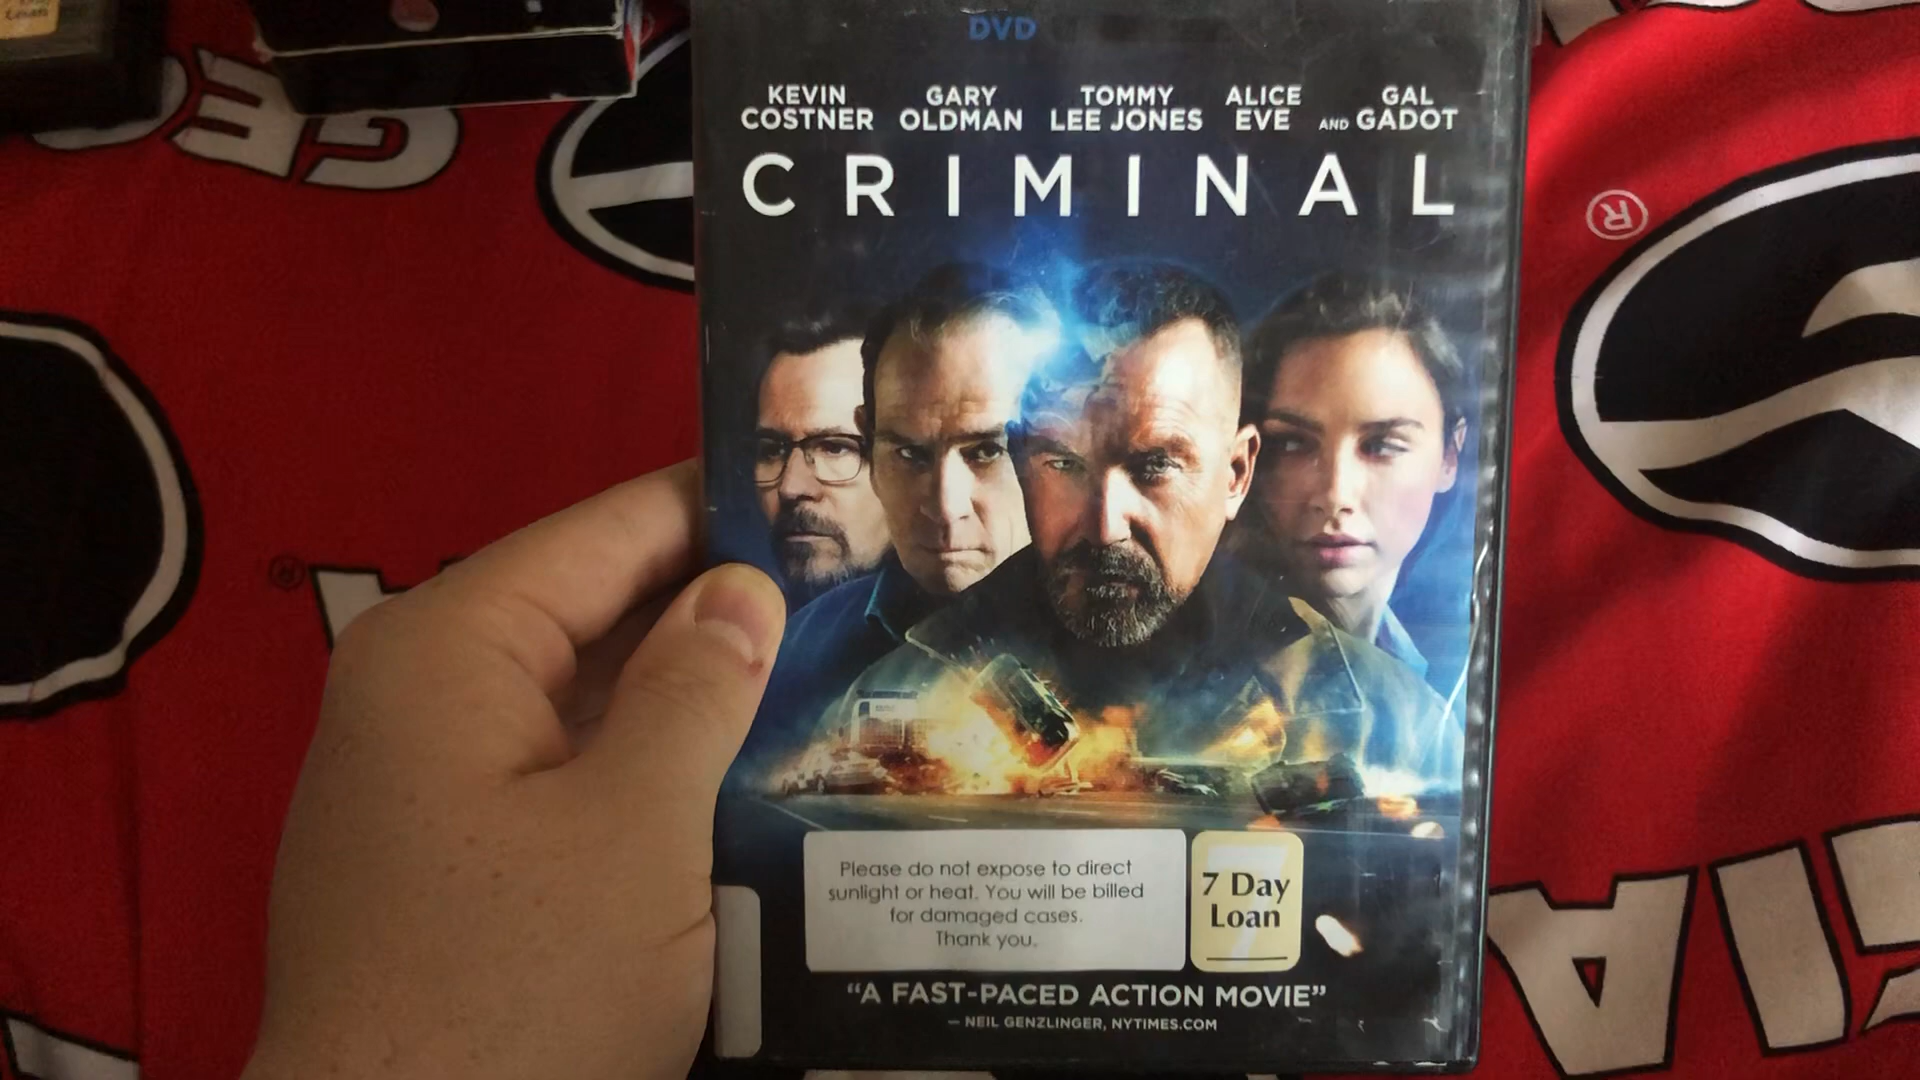 DVD
KEVIN COSTNER
GARY OLDMAN
TOMMY LEE JONES
ALICE EVE
AND GAL GADOT
CRIMINAL
Please do not expose to direct
sunlight or heat. You will be billed
for damaged cases.
Thank you.
7 Day
Loan
"A FAST-PACED ACTION MOVIE"
— NEIL GENZLINGER, NYTIMES.COM
®
GEO
®
GIA